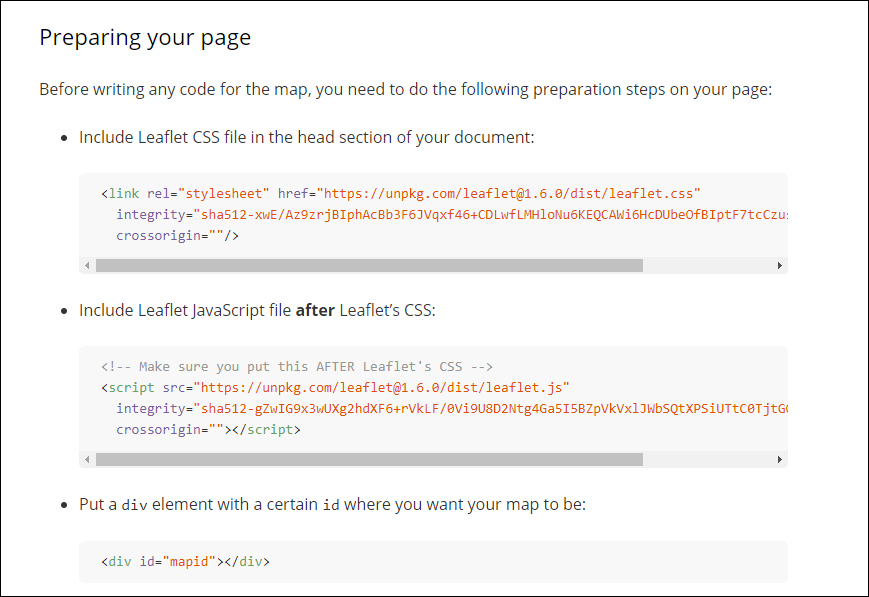 Preparing your page
Before writing any code for the map, you need to do the following preparation steps on your page:
Include Leaflet CSS file in the head section of your document:
<link rel="stylesheet" href="https://unpkg.com/leaflet@1.6.0/dist/leaflet.css"
integrity="sha512-xwE/Az9zrjBIphAcBb3F6JVqxf46+CDLwfLMHloNu6KEQCAWi6HcDUbeOfBIptF7tcCzus
crossorigin=""/>
Include Leaflet JavaScript file after Leaflet’s CSS:
<!-- Make sure you put this AFTER Leaflet's CSS -->
<script src="https://unpkg.com/leaflet@1.6.0/dist/leaflet.js"
integrity="sha512-gZwIG9x3wUXg2hdXF6+rVkLF/0Vi9U8D2Ntg4Ga5I5BZpVkVxlJWbSQtXPSiUTtC0TjtGO
crossorigin=""></script>
Put a div element with a certain id where you want your map to be:
<div id="mapid"></div>